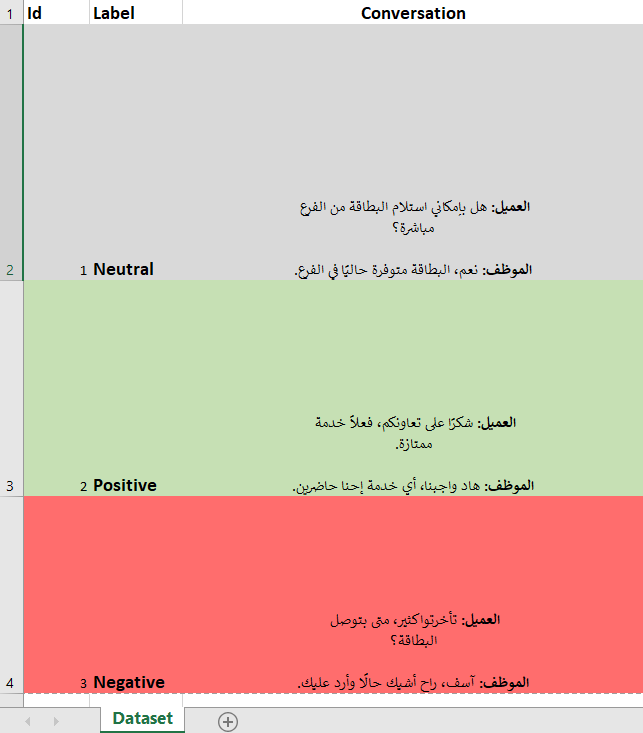 1 Id Label Conversation
العميل: هل بإمكاني استلام البطاقة من الفرع
مباشرة؟
2 1 Neutral الموظف: نعم، البطاقة متوفرة حاليًا في الفرع.
العميل: شكرًا على تعاونكم، فعلاً خدمة
ممتازة.
3 2 Positive الموظف: هاد واجبنا، أي خدمة إحنا حاضرين.
العميل: تأخرتواكثير، متى بتوصل
البطاقة؟
4 3 Negative الموظف: آسف، راح أشيك حالًا وأرد عليك.
Dataset